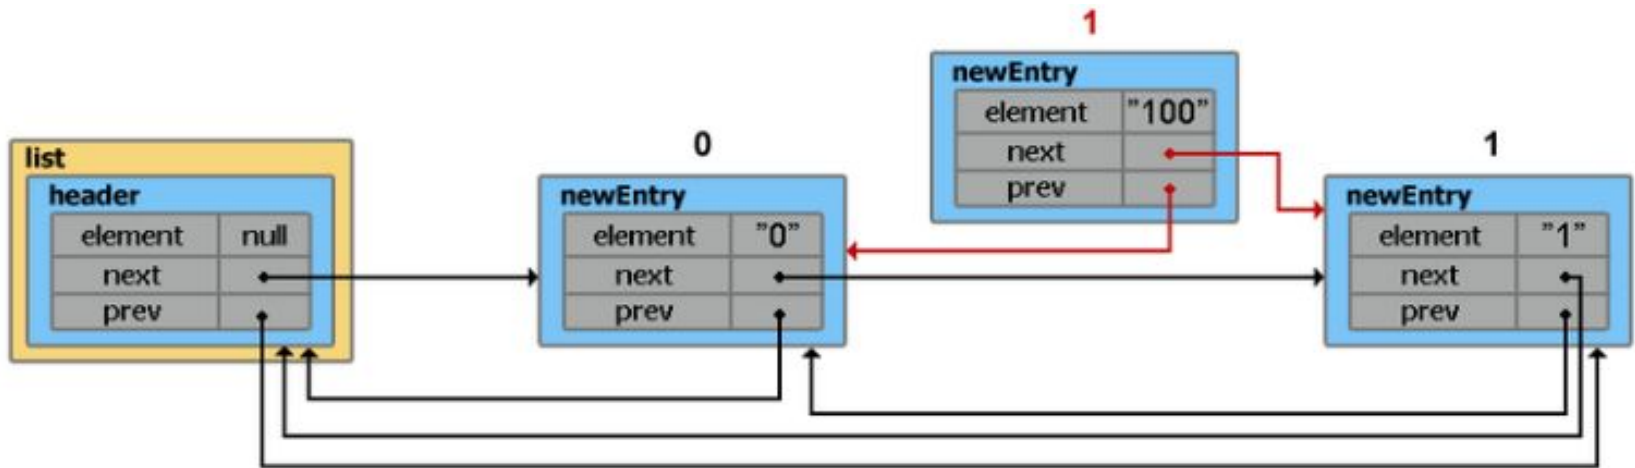 1
newEntry
element "100"
next
prev
list
header
element null
next
prev
0
newEntry
element "0"
next
prev
1
newEntry
element "1"
next
prev